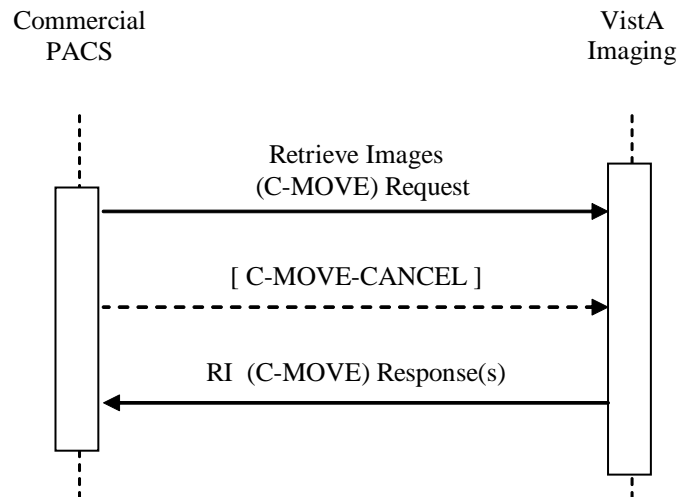 Commercial
PACS
VistA
Imaging
Retrieve Images
(C-MOVE) Request
[ C-MOVE-CANCEL ]
RI (C-MOVE) Response(s)